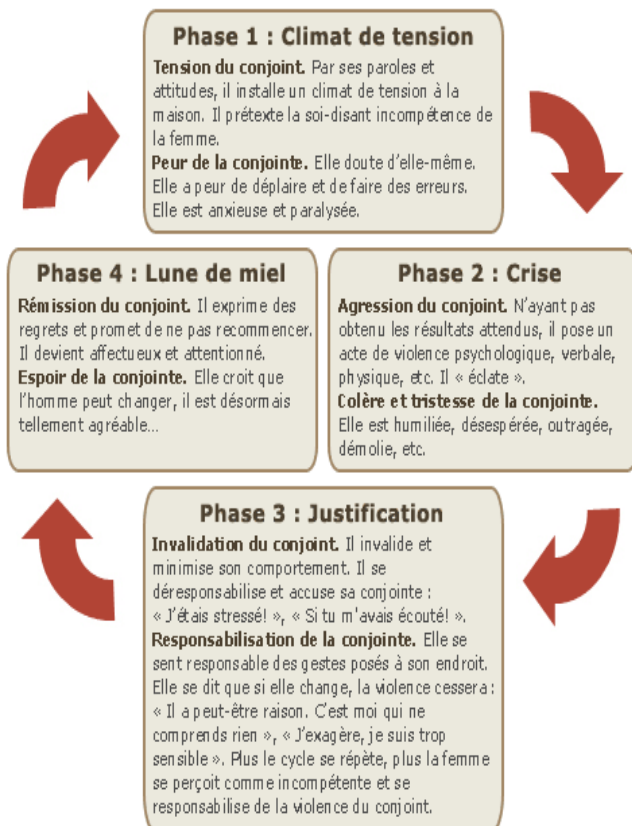 Phase 1 : Climat de tension
Tension du conjoint. Par ses paroles et
attitudes, il installe un climat de tension à la
maison. Il prétexte la soi-disant incompétence de
la femme.
Peur de la conjointe. Elle doute d'elle-même.
Elle a peur de déplaire et de faire des erreurs.
Elle est anxieuse et paralysée.
Phase 2 : Crise
Agression du conjoint. N'ayant pas
obtenu les résultats attendus, il pose un
acte de violence psychologique, verbale,
physique, etc. Il « éclate ».
Colère et tristesse de la conjointe.
Elle est humiliée, désespérée, outragée,
démolie, etc.
Phase 3 : Justification
Invalidation du conjoint. Il invalide et
minimise son comportement. Il se
déresponsabilise et accuse sa conjointe :
« J'étais stressé! », « Si tu m'avais écouté! ».
Responsabilisation de la conjointe. Elle se
sent responsable des gestes posés à son endroit.
Elle se dit que si elle change, la violence cessera :
« Il a peut-être raison. C'est moi qui ne
comprends rien », « J'exagère, je suis trop
sensible ». Plus le cycle se répète, plus la femme
se perçoit comme incompétente et se
responsabilise de la violence du conjoint.
Phase 4 : Lune de miel
Rémission du conjoint. Il exprime des
regrets et promet de ne pas recommencer.
Il devient affectueux et attentionné.
Espoir de la conjointe. Elle croit que
l'homme peut changer, il est désormais
tellement agréable...